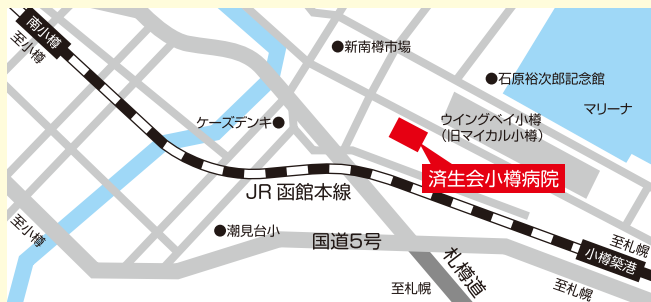 南小樽
至小樽
新南樽市場
石原裕次郎記念館
マリーナ
ケーズデンキ
ウイングベイ小樽
(旧マイカル小樽)
済生会小樽病院
JR函館本線
至小樽
潮見台小
国道5号
札樽道
至札幌
小樽築港
至札幌
至札幌